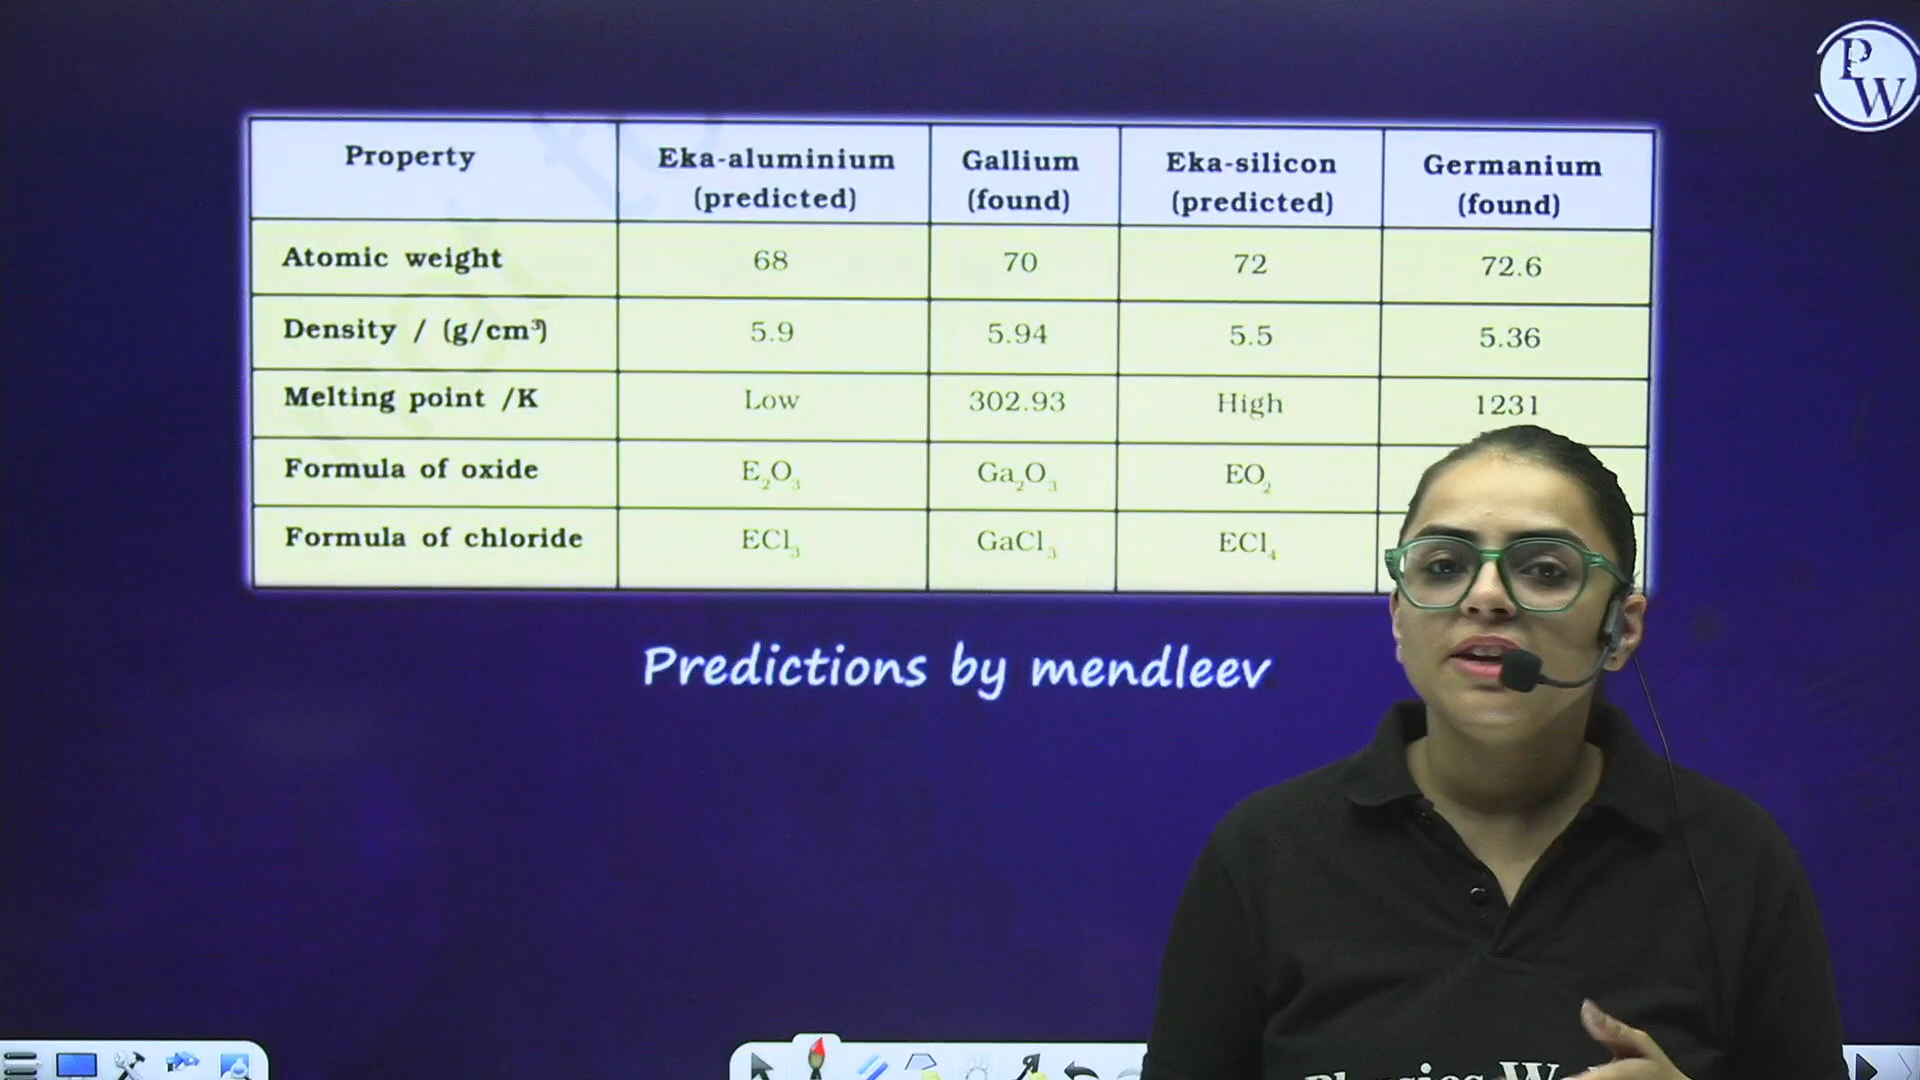 PW
Property Eka-aluminium (predicted) Gallium (found) Eka-silicon (predicted) Germanium (found)
Atomic weight 68 70 72 72.6
Density / (g/cm³) 5.9 5.94 5.5 5.36
Melting point /K Low 302.93 High 1231
Formula of oxide E₂O₃ Ga₂O₃ EO₂
Formula of chloride ECl₃ GaCl₃ ECl₄
Predictions by mendleev
Physics